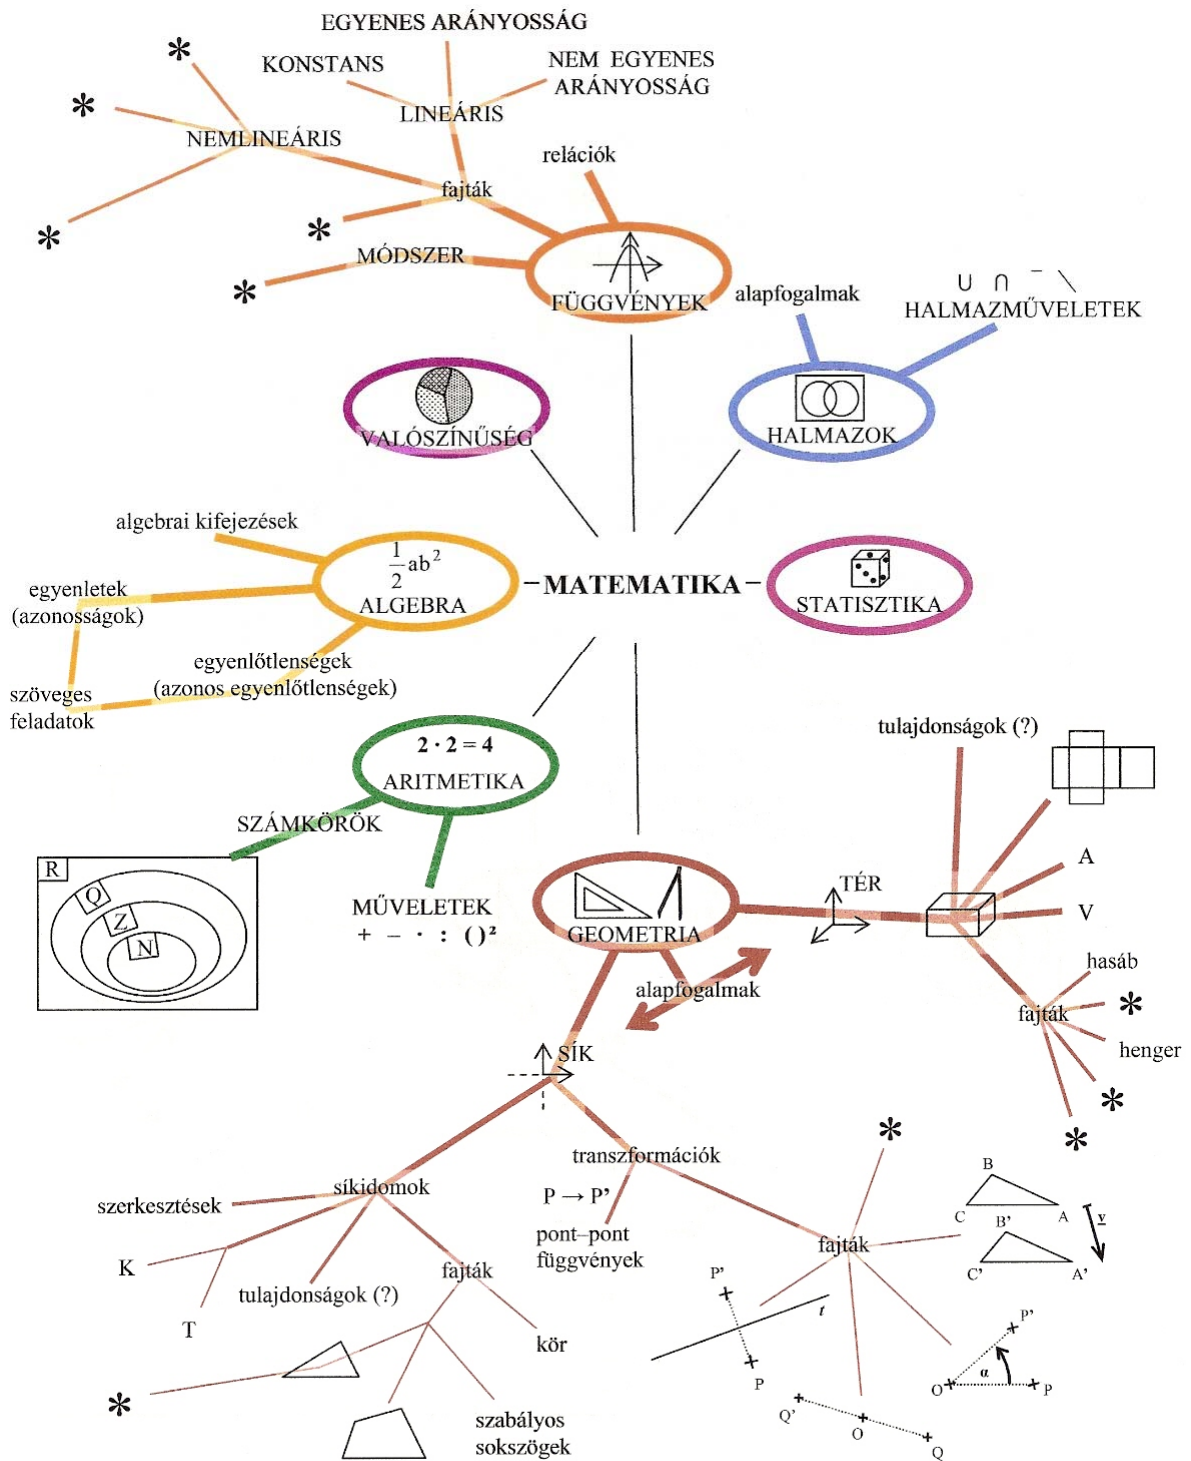 EGYENES ARÁNYOSSÁG
KONSTANS
NEM EGYENES
ARÁNYOSSÁG
LINEÁRIS
NEMLINEÁRIS
relációk
fajták
*
*
*
*
*
MÓDSZER
FÜGGVÉNYEK
alapfogalmak
∪ ∩ ¯ \
HALMAZMŰVELETEK
VALÓSZÍNŰSÉG
HALMAZOK
algebrai kifejezések
1/2 ab²
ALGEBRA
egyenletek
(azonosságok)
egyenlőtlenségek
(azonos egyenlőtlenségek)
szöveges
feladatok
MATEMATIKA
STATISZTIKA
2 · 2 = 4
ARITMETIKA
SZÁMKÖRÖK
R
Q
Z
N
MŰVELETEK
+ − · : ( )²
tulajdonságok (?)
GEOMETRIA
TÉR
A
V
alapfogalmak
hasáb
*
fajták
henger
*
*
SÍK
transzformációk
P → P'
pont–pont
függvények
síkidomok
szerkesztések
K
T
tulajdonságok (?)
fajták
kör
*
szabályos
sokszögek
*
fajták
B
C
A
B'
C'
A'
v
P'
t
P
P'
O
α
P
Q'
O
Q